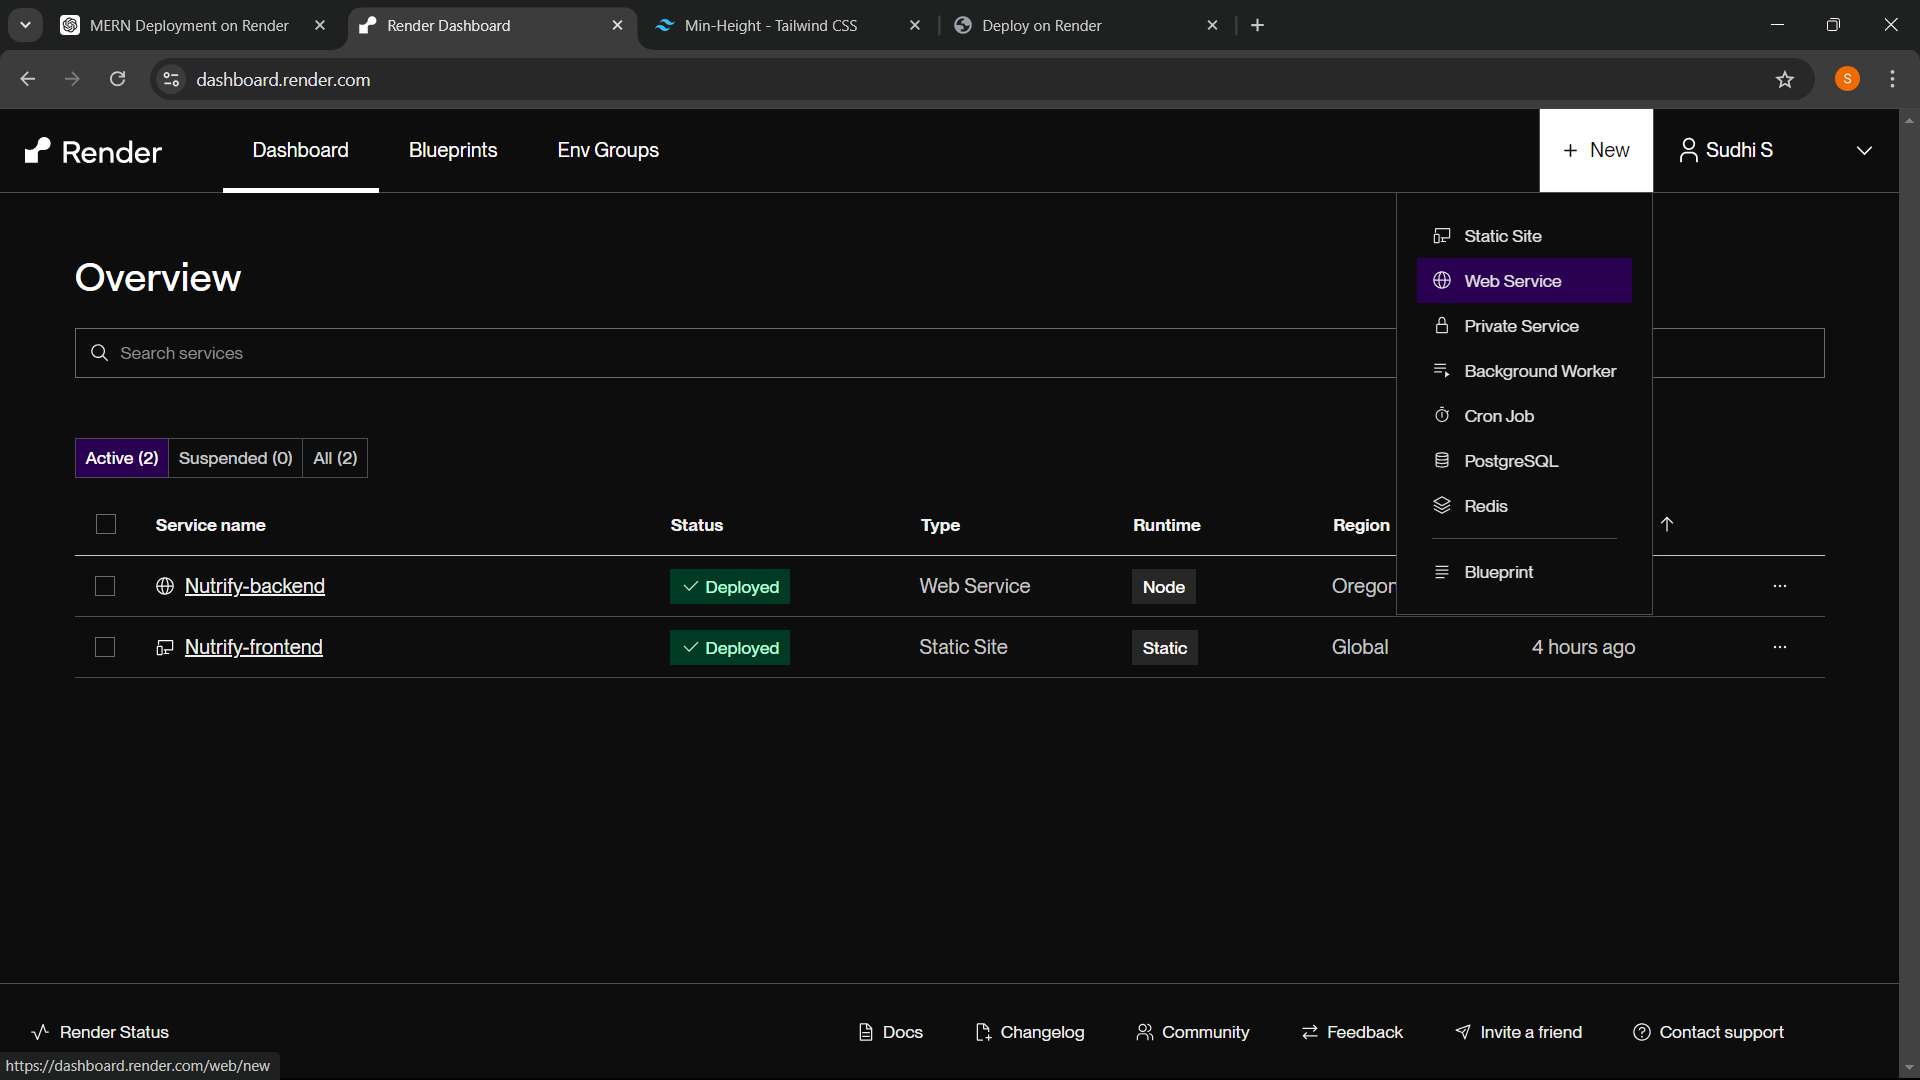 MERN Deployment on Render
Render Dashboard
Min-Height - Tailwind CSS
Deploy on Render
dashboard.render.com
S
Render
Dashboard
Blueprints
Env Groups
+ New
Sudhi S
Static Site
Web Service
Private Service
Background Worker
Cron Job
PostgreSQL
Redis
Blueprint
Overview
Search services
Active (2)
Suspended (0)
All (2)
Service name Status Type Runtime Region
Nutrify-backend Deployed Web Service Node Oregon
Nutrify-frontend Deployed Static Site Static Global 4 hours ago
Render Status
Docs
Changelog
Community
Feedback
Invite a friend
Contact support
https://dashboard.render.com/web/new